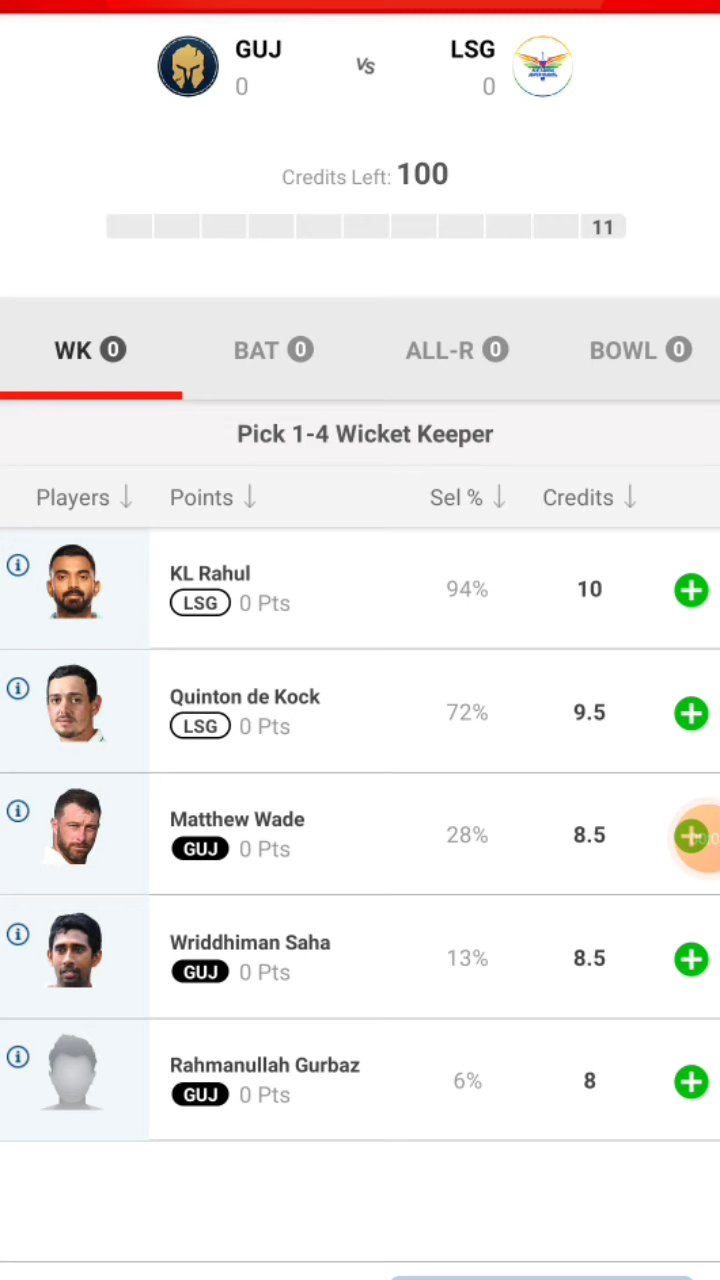 GUJ
0
VS
LSG
0
Credits Left: 100
11
WK 0
BAT 0
ALL-R 0
BOWL 0
Pick 1-4 Wicket Keeper
Players ↓ Points ↓ Sel % ↓ Credits ↓
KL Rahul
LSG 0 Pts
94%
10
Quinton de Kock
LSG 0 Pts
72%
9.5
Matthew Wade
GUJ 0 Pts
28%
8.5
Wriddhiman Saha
GUJ 0 Pts
13%
8.5
Rahmanullah Gurbaz
GUJ 0 Pts
6%
8